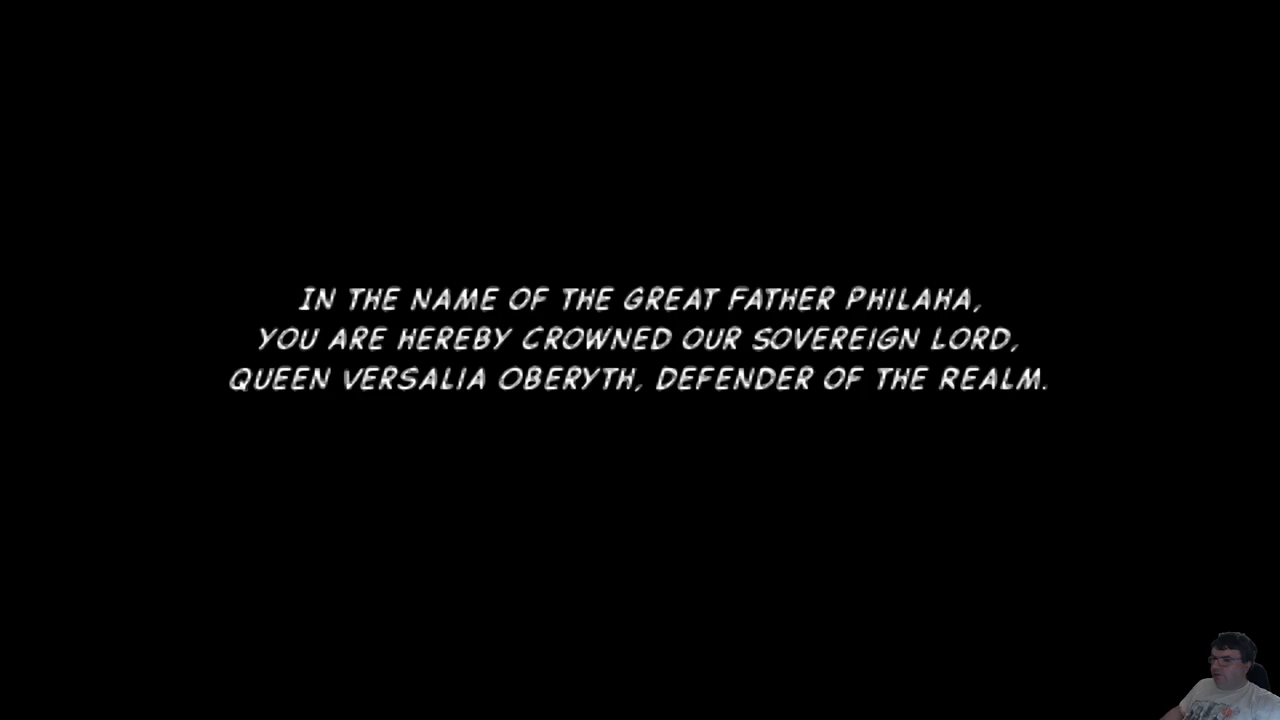 IN THE NAME OF THE GREAT FATHER PHILAHA,
YOU ARE HEREBY CROWNED OUR SOVEREIGN LORD,
QUEEN VERSALIA OBERYTH, DEFENDER OF THE REALM.